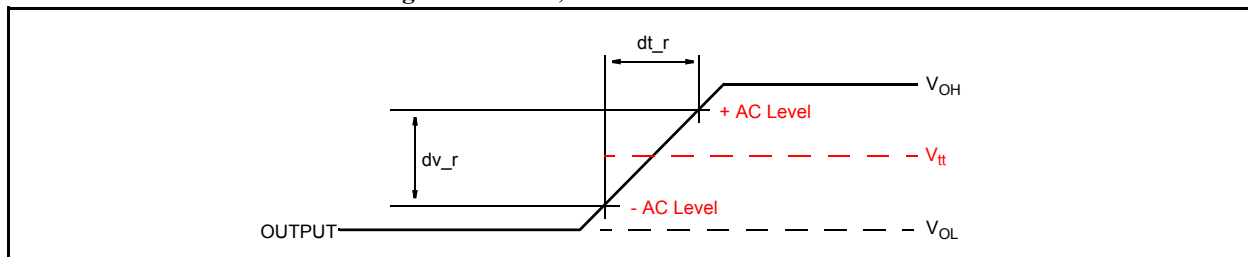 dt_r
V_OH
+ AC Level
dv_r
V_tt
- AC Level
OUTPUT
V_OL